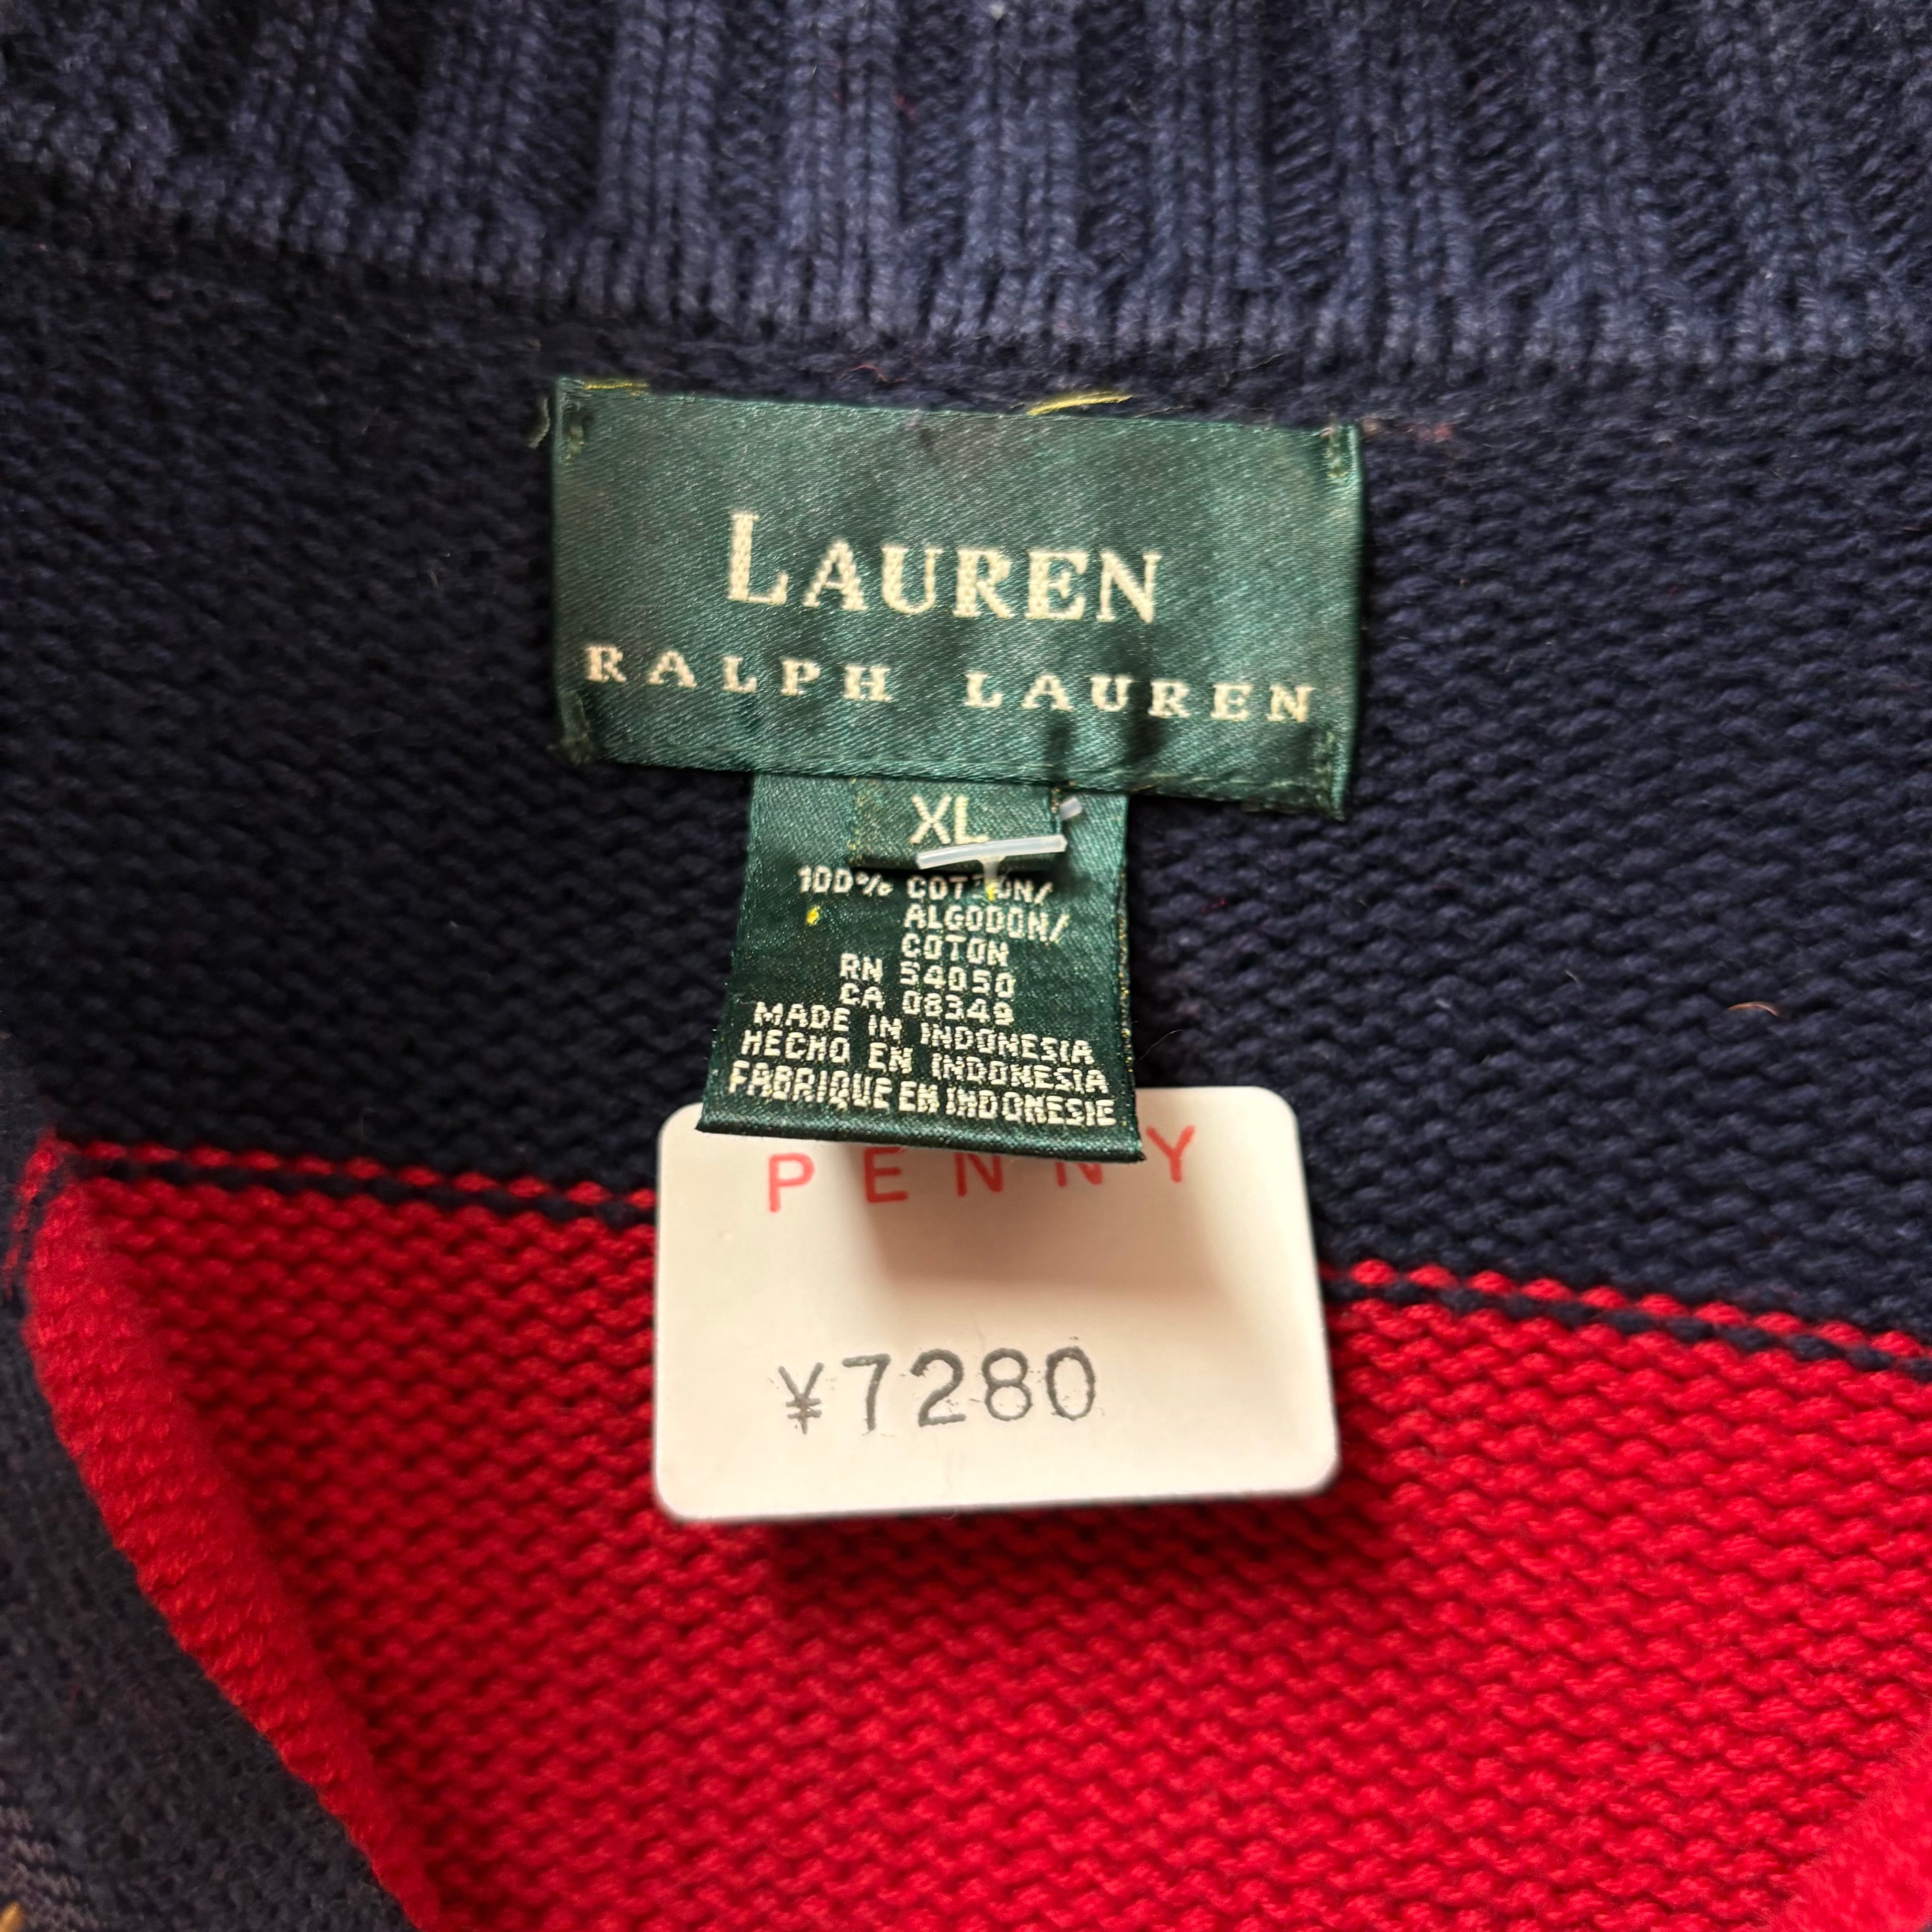 LAUREN
RALPH LAUREN
XL
100% COTTON/
ALGODON/
COTON
RN 54050
CA 08349
MADE IN INDONESIA
HECHO EN INDONESIA
FABRIQUE EN INDONESIE
PENNY
¥7280